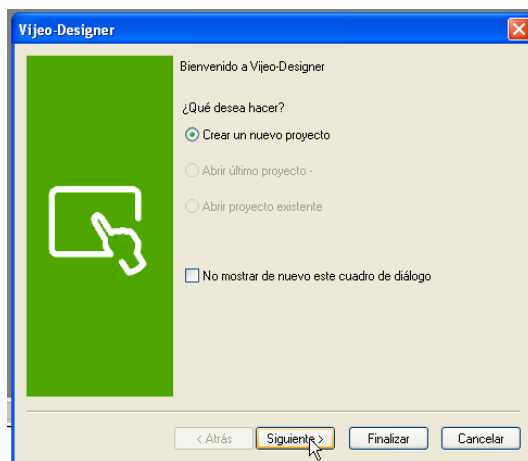 Vijeo-Designer
Bienvenido a Vijeo-Designer
¿Qué desea hacer?
Crear un nuevo proyecto
Abrir último proyecto -
Abrir proyecto existente
No mostrar de nuevo este cuadro de diálogo
< Atrás Siguiente > Finalizar Cancelar